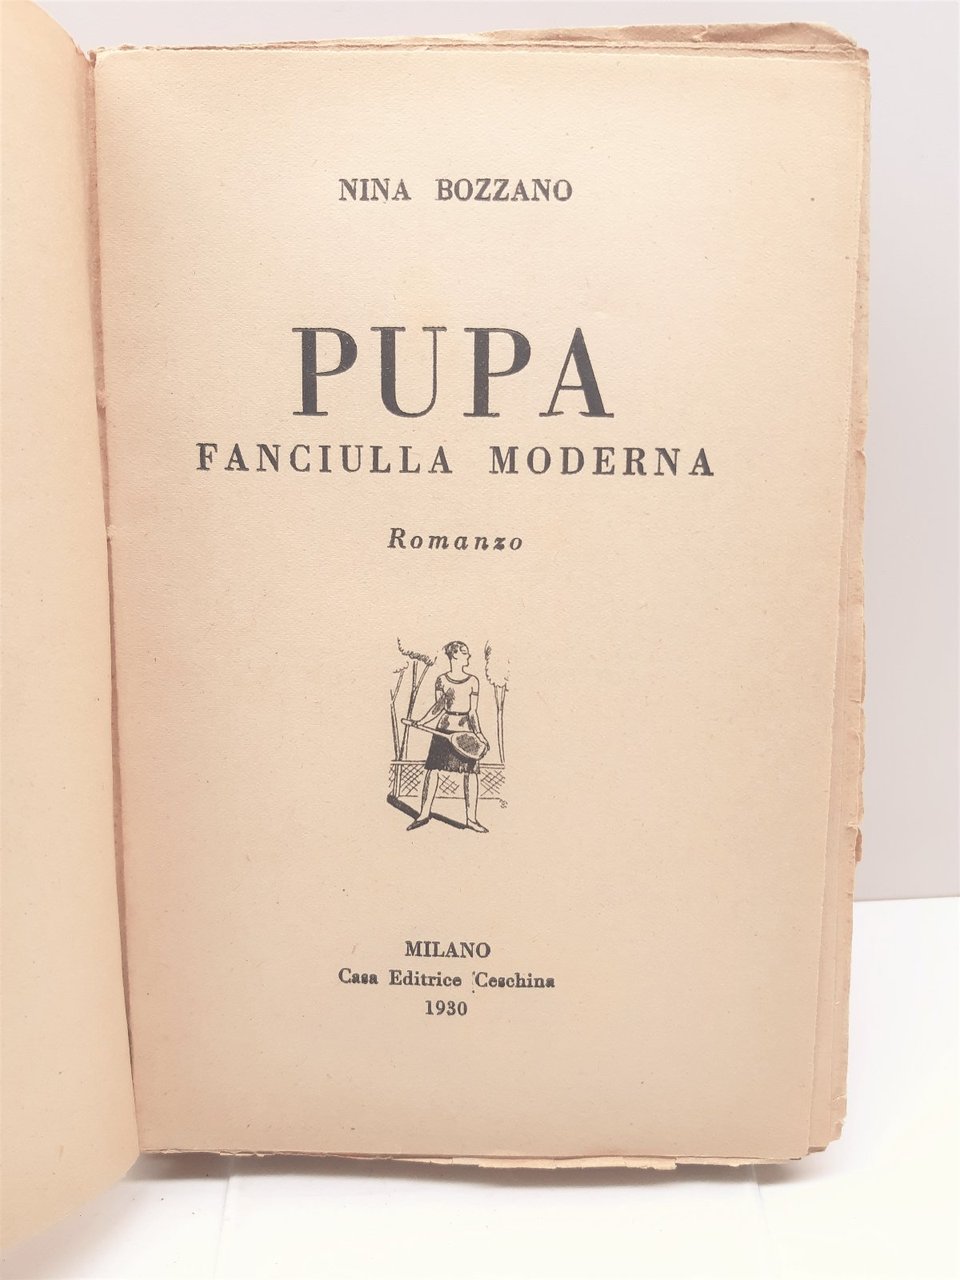 NINA BOZZANO
PUPA
FANCIULLA MODERNA
Romanzo
MILANO
Casa Editrice Ceschina
1930